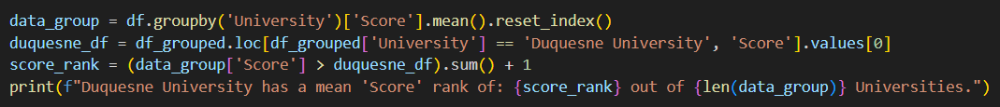 data_group = df.groupby('University')['Score'].mean().reset_index()
duquesne_df = df_grouped.loc[df_grouped['University'] == 'Duquesne University', 'Score'].values[0]
score_rank = (data_group['Score'] > duquesne_df).sum() + 1
print(f"Duquesne University has a mean 'Score' rank of: {score_rank} out of {len(data_group)} Universities.")